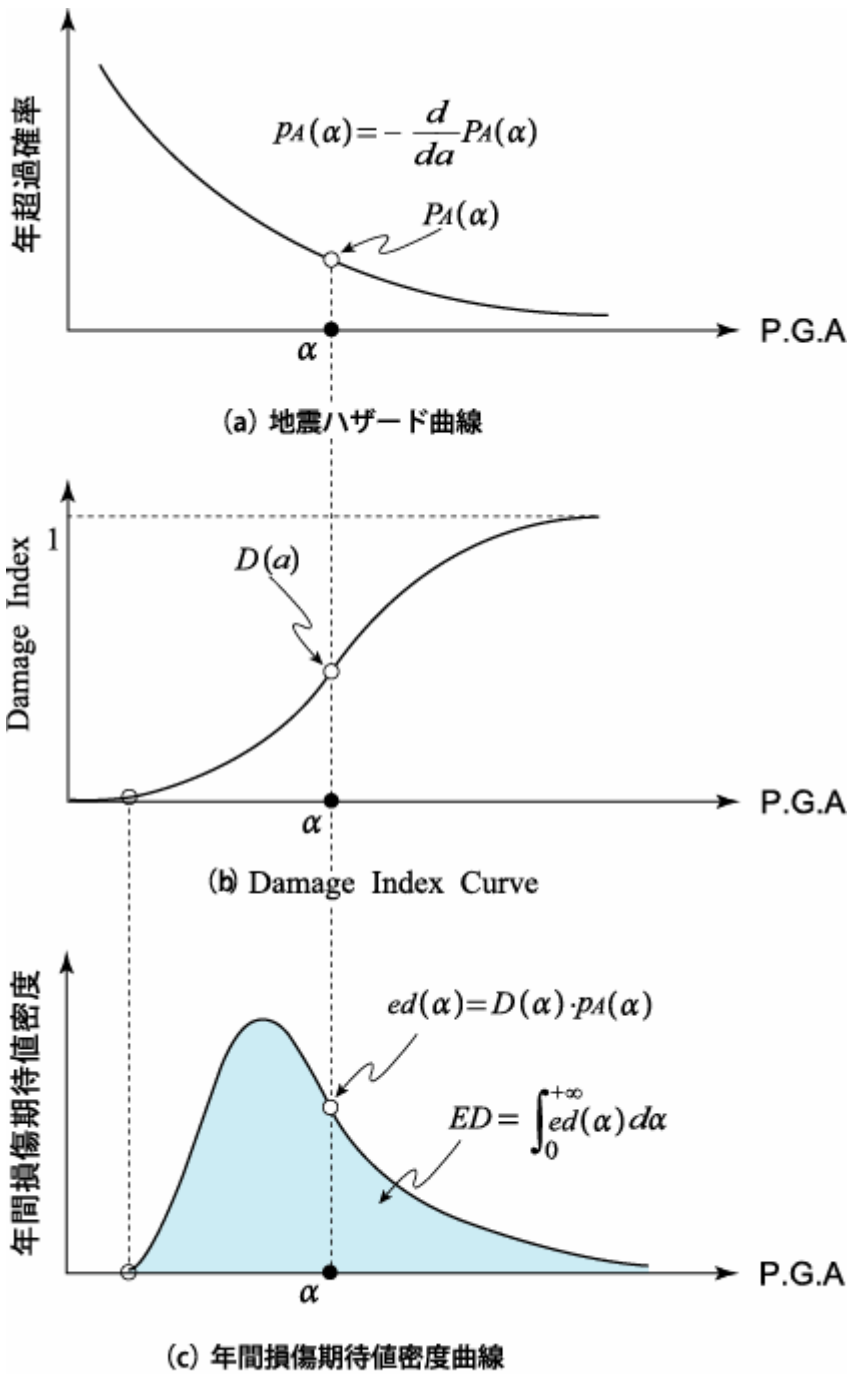 年超過確率
pA(α)=−d/da PA(α)
PA(α)
α
P.G.A
(a) 地震ハザード曲線
Damage Index
1
D(a)
α
P.G.A
(b) Damage Index Curve
年間損傷期待値密度
ed(α)=D(α)·pA(α)
ED=∫0+∞ed(α)dα
α
P.G.A
(c) 年間損傷期待値密度曲線